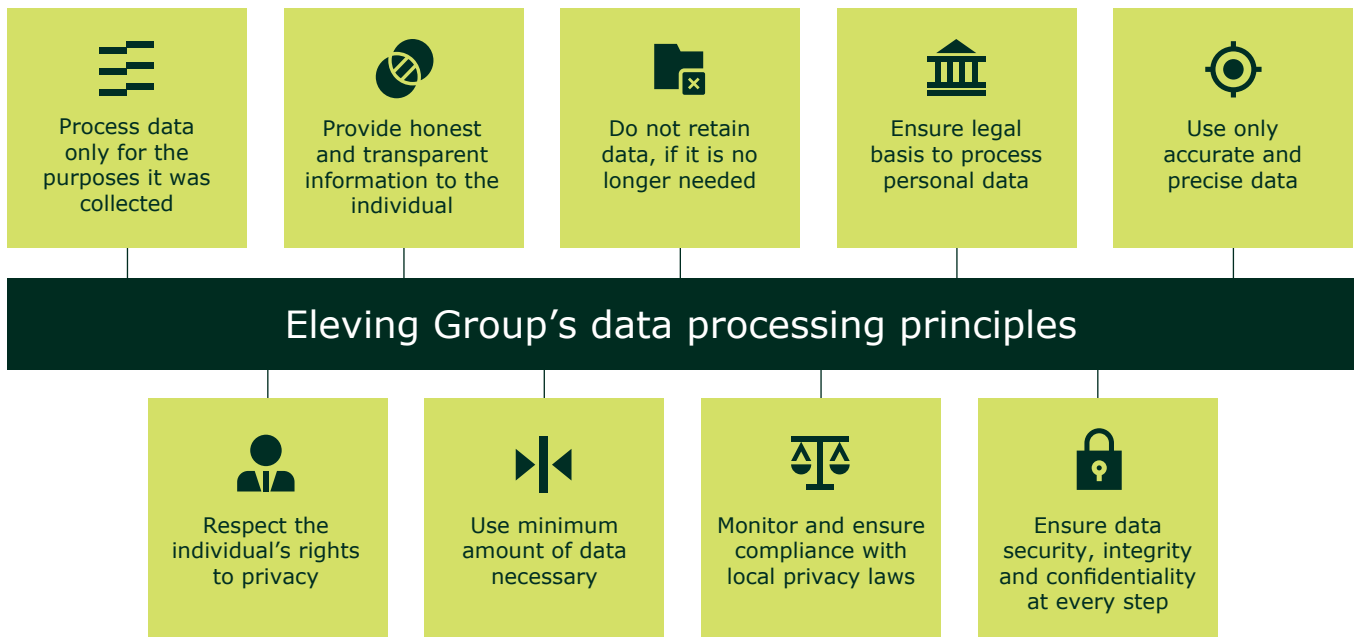 Process data
only for the
purposes it was
collected
Provide honest
and transparent
information to the
individual
Do not retain
data, if it is no
longer needed
Ensure legal
basis to process
personal data
Use only
accurate and
precise data
Eleving Group’s data processing principles
Respect the
individual’s rights
to privacy
Use minimum
amount of data
necessary
Monitor and ensure
compliance with
local privacy laws
Ensure data
security, integrity
and confidentiality
at every step